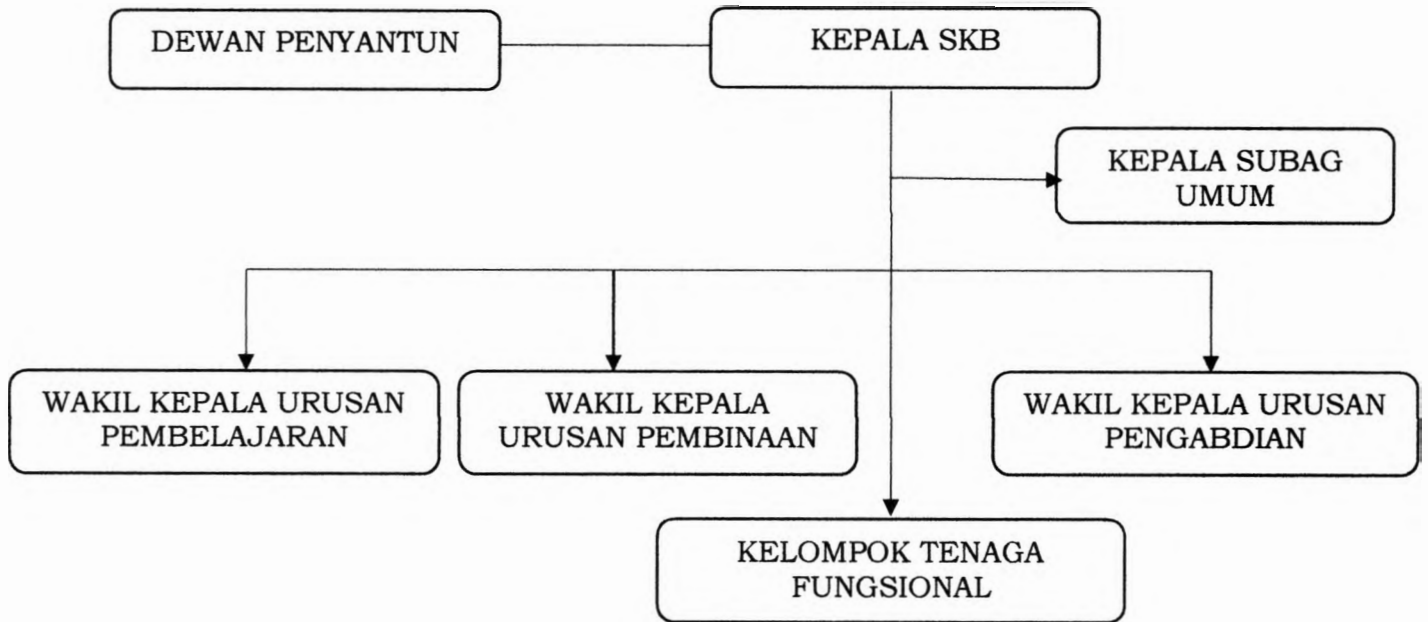 DEWAN PENYANTUN
KEPALA SKB
KEPALA SUBAG
UMUM
WAKIL KEPALA URUSAN
PEMBELAJARAN
WAKIL KEPALA
URUSAN PEMBINAAN
WAKIL KEPALA URUSAN
PENGABDIAN
KELOMPOK TENAGA
FUNGSIONAL